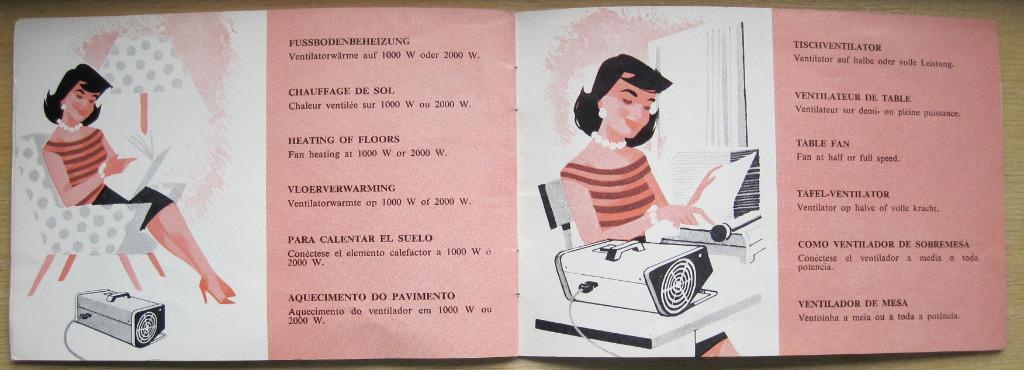 FUSSBODENBEHEIZUNG
Ventilatorwärme auf 1000 W oder 2000 W.
CHAUFFAGE DE SOL
Chaleur ventilée sur 1000 W ou 2000 W.
HEATING OF FLOORS
Fan heating at 1000 W or 2000 W.
VLOERVERWARMING
Ventilatorwarmte op 1000 W of 2000 W.
PARA CALENTAR EL SUELO
Conéctese el elemento calefactor a 1000 W o
2000 W.
AQUECIMENTO DO PAVIMENTO
Aquecimento do ventilador em 1000 W ou
2000 W.
TISCHVENTILATOR
Ventilator auf halbe oder volle Leistung.
VENTILATEUR DE TABLE
Ventilateur sur demi- ou pleine puissance.
TABLE FAN
Fan at half or full speed.
TAFEL-VENTILATOR
Ventilator op halve of volle kracht.
COMO VENTILADOR DE SOBREMESA
Conéctese el ventilador a media o toda
potencia.
VENTILADOR DE MESA
Ventoinha a meia ou a toda a potência.